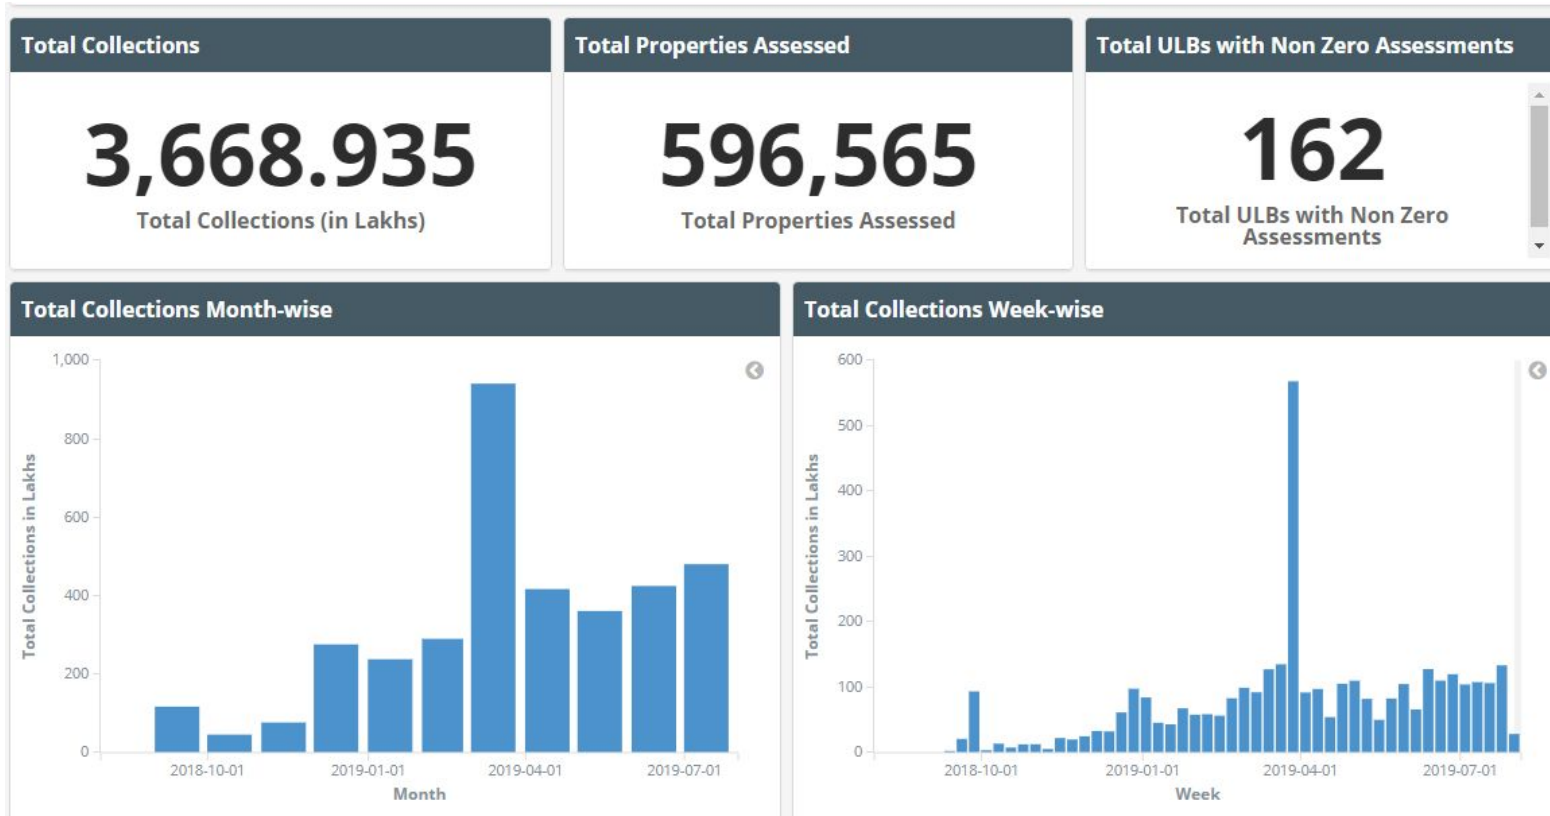 Total Collections
3,668.935
Total Collections (in Lakhs)
Total Properties Assessed
596,565
Total Properties Assessed
Total ULBs with Non Zero Assessments
162
Total ULBs with Non Zero
Assessments
Total Collections Month-wise
1,000
800
600
400
200
0
Total Collections in Lakhs
2018-10-01
2019-01-01
2019-04-01
2019-07-01
Month
Total Collections Week-wise
600
500
400
300
200
100
0
Total Collections in Lakhs
2018-10-01
2019-01-01
2019-04-01
2019-07-01
Week